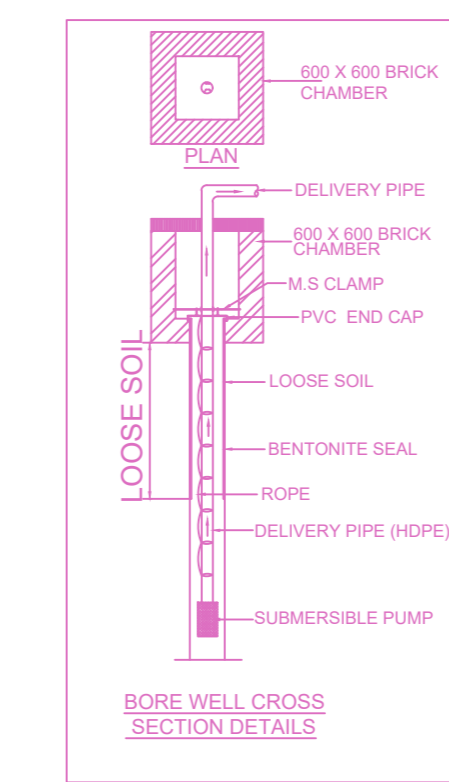 600 X 600 BRICK
CHAMBER
PLAN
DELIVERY PIPE
600 X 600 BRICK
CHAMBER
M.S CLAMP
PVC END CAP
LOOSE SOIL
LOOSE SOIL
BENTONITE SEAL
ROPE
DELIVERY PIPE (HDPE)
SUBMERSIBLE PUMP
BORE WELL CROSS
SECTION DETAILS